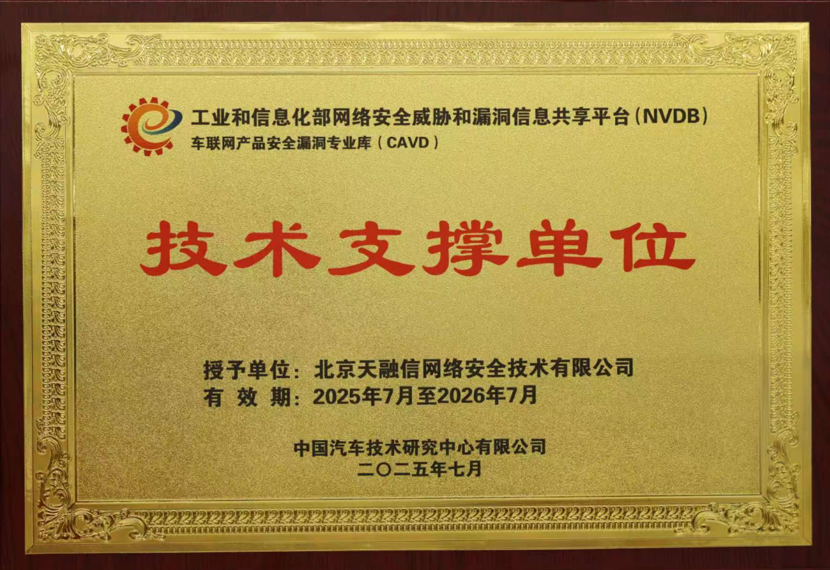 工业和信息化部网络安全威胁和漏洞信息共享平台(NVDB)
车联网产品安全漏洞专业库(CAVD)
技术支撑单位
授予单位：北京天融信网络安全技术有限公司
有 效 期：2025年7月至2026年7月
中国汽车技术研究中心有限公司
二〇二五年七月